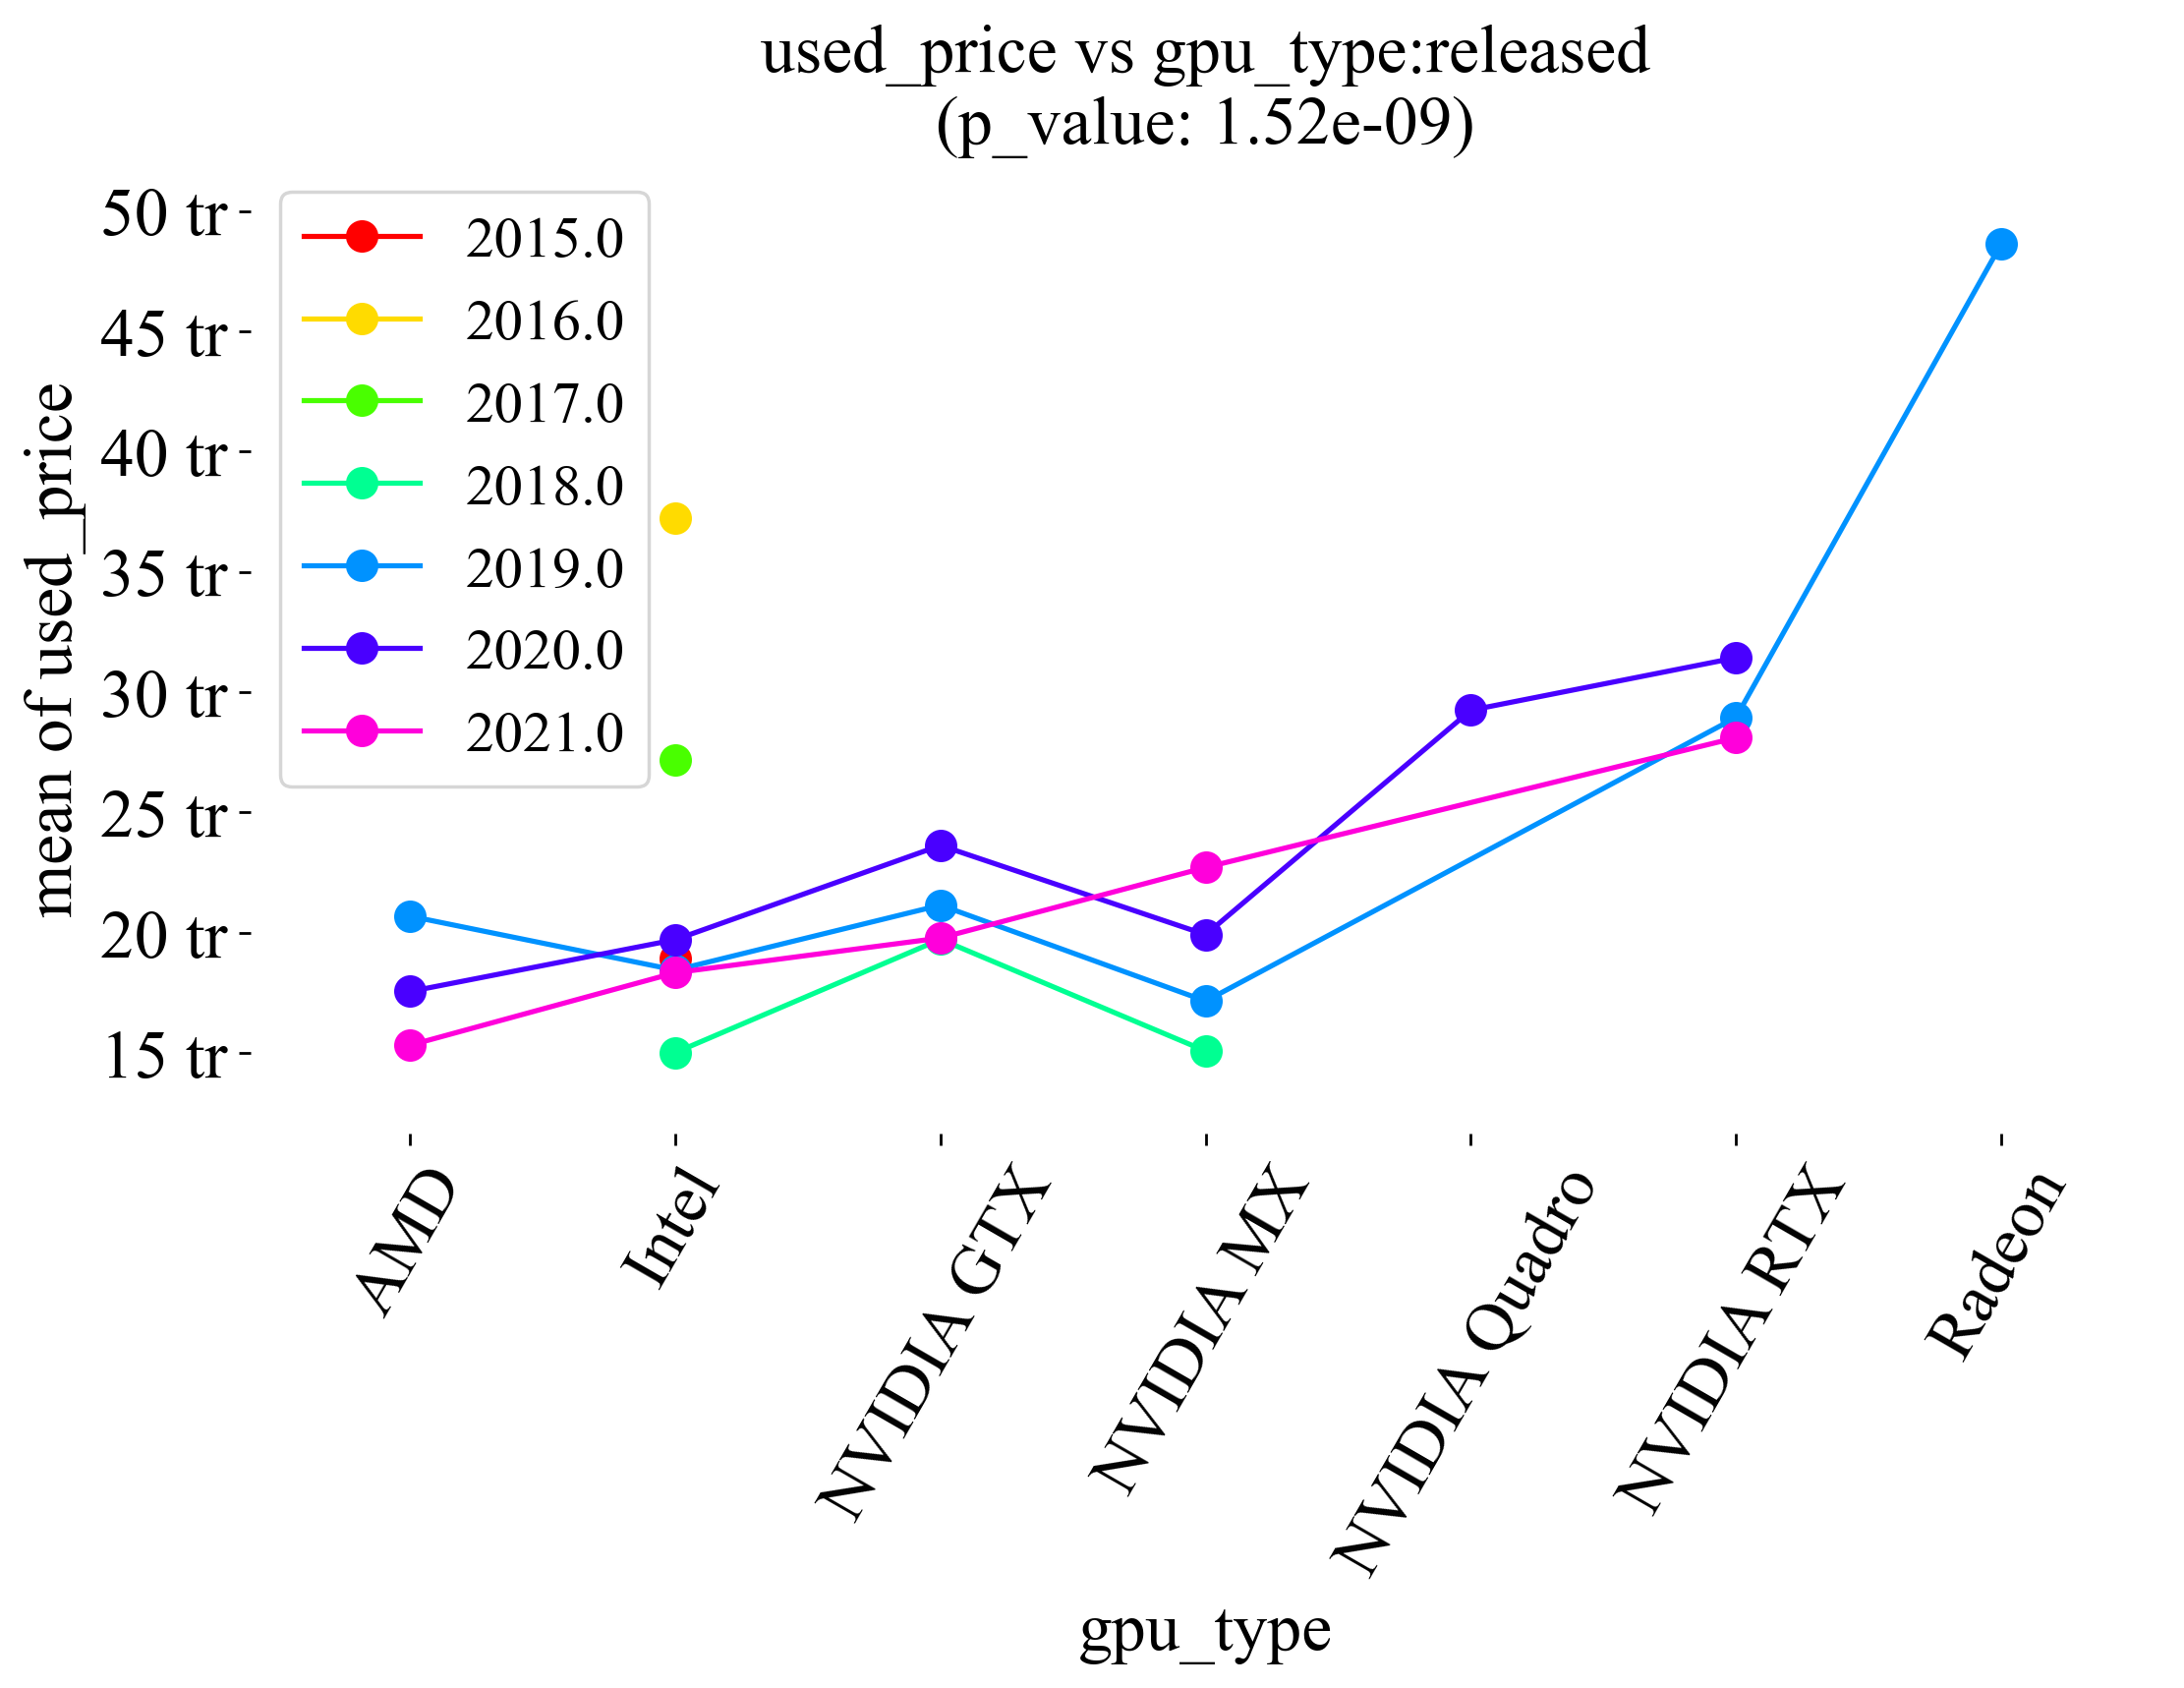 used_price vs gpu_type:released
(p_value: 1.52e-09)
50 tr
45 tr
40 tr
35 tr
30 tr
25 tr
20 tr
15 tr
mean of used_price
2015.0
2016.0
2017.0
2018.0
2019.0
2020.0
2021.0
AMD
Intel
NVIDIA GTX
NVIDIA MX
NVIDIA Quadro
NVIDIA RTX
Radeon
gpu_type